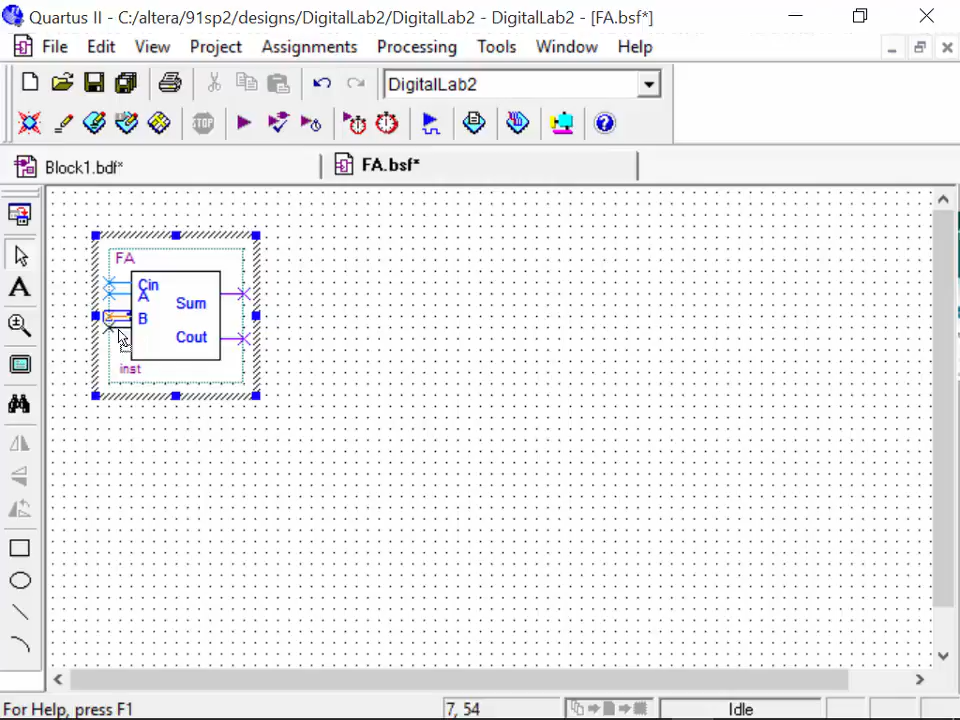 Quartus II - C:/altera/91sp2/designs/DigitalLab2/DigitalLab2 - DigitalLab2 - [FA.bsf*]
File Edit View Project Assignments Processing Tools Window Help
DigitalLab2
STOP
Block1.bdf*
FA.bsf*
FA
Cin
A
Sum
B
Cout
inst
For Help, press F1
7, 54
Idle